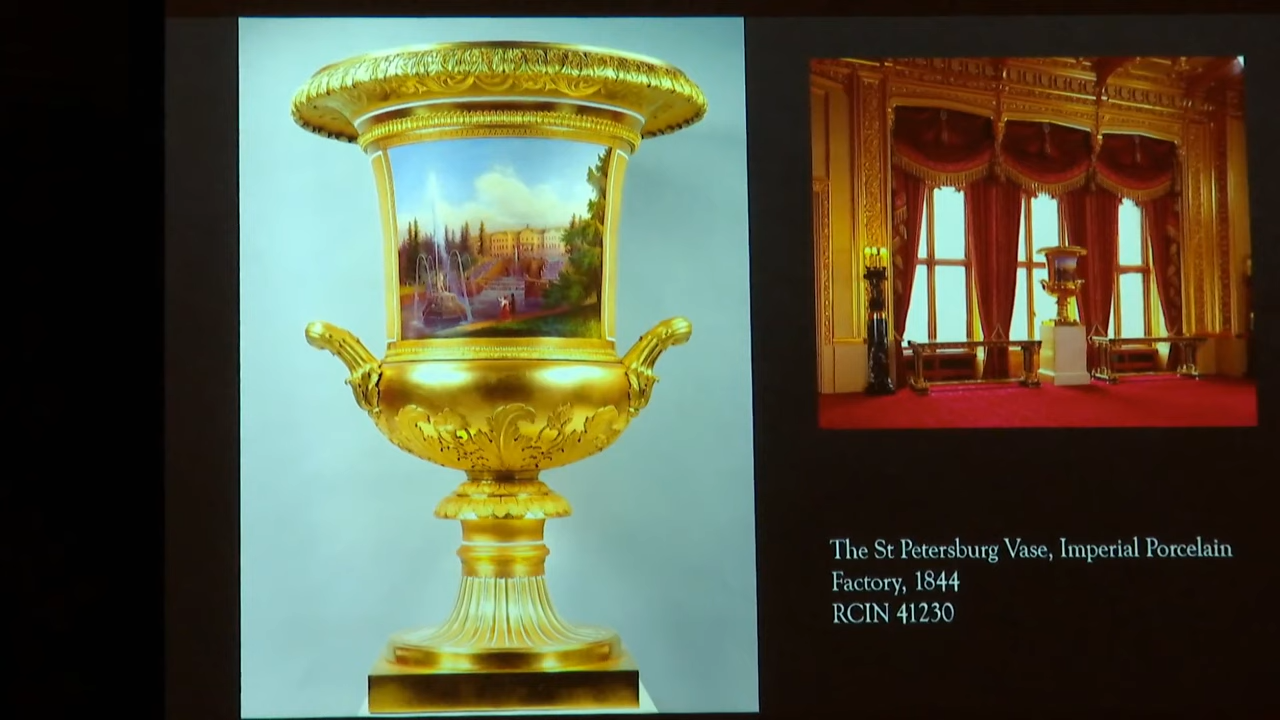 The St Petersburg Vase, Imperial Porcelain
Factory, 1844
RCIN 41230